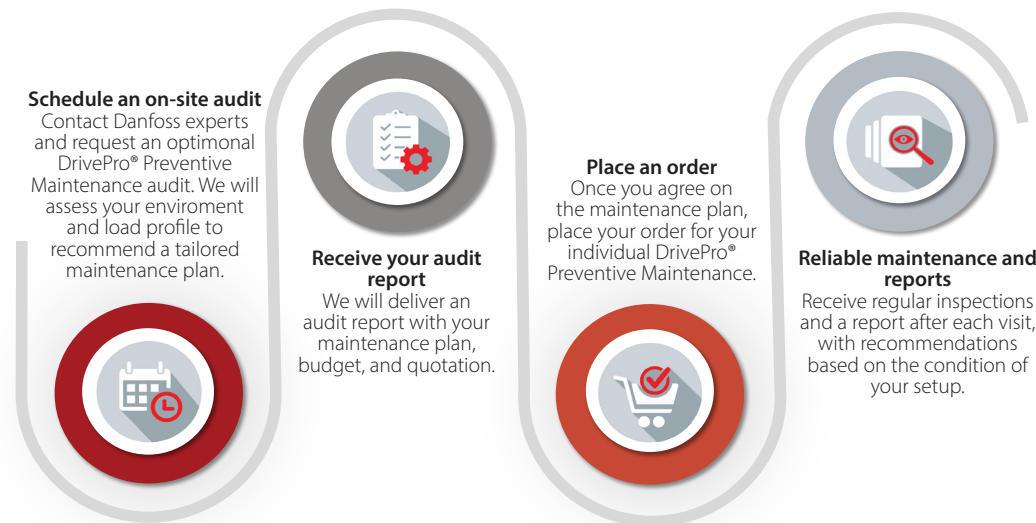 Schedule an on-site audit
Contact Danfoss experts
and request an optimonal
DrivePro® Preventive
Maintenance audit. We will
assess your enviroment
and load profile to
recommend a tailored
maintenance plan.
Receive your audit
report
We will deliver an
audit report with your
maintenance plan,
budget, and quotation.
Place an order
Once you agree on
the maintenance plan,
place your order for your
individual DrivePro®
Preventive Maintenance.
Reliable maintenance and
reports
Receive regular inspections
and a report after each visit,
with recommendations
based on the condition of
your setup.